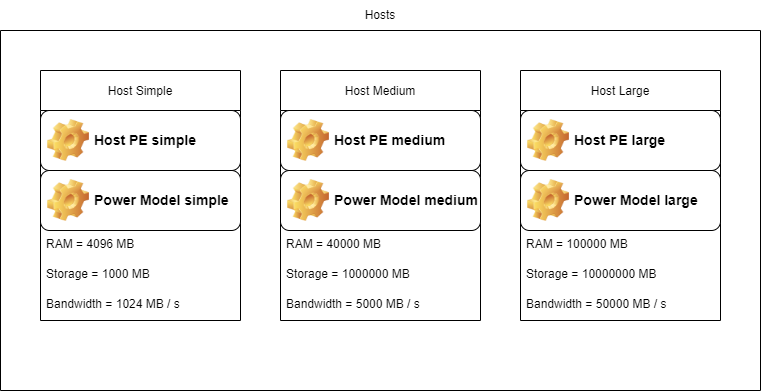 Hosts
Host Simple
Host PE simple
Power Model simple
RAM = 4096 MB
Storage = 1000 MB
Bandwidth = 1024 MB / s
Host Medium
Host PE medium
Power Model medium
RAM = 40000 MB
Storage = 1000000 MB
Bandwidth = 5000 MB / s
Host Large
Host PE large
Power Model large
RAM = 100000 MB
Storage = 10000000 MB
Bandwidth = 50000 MB / s